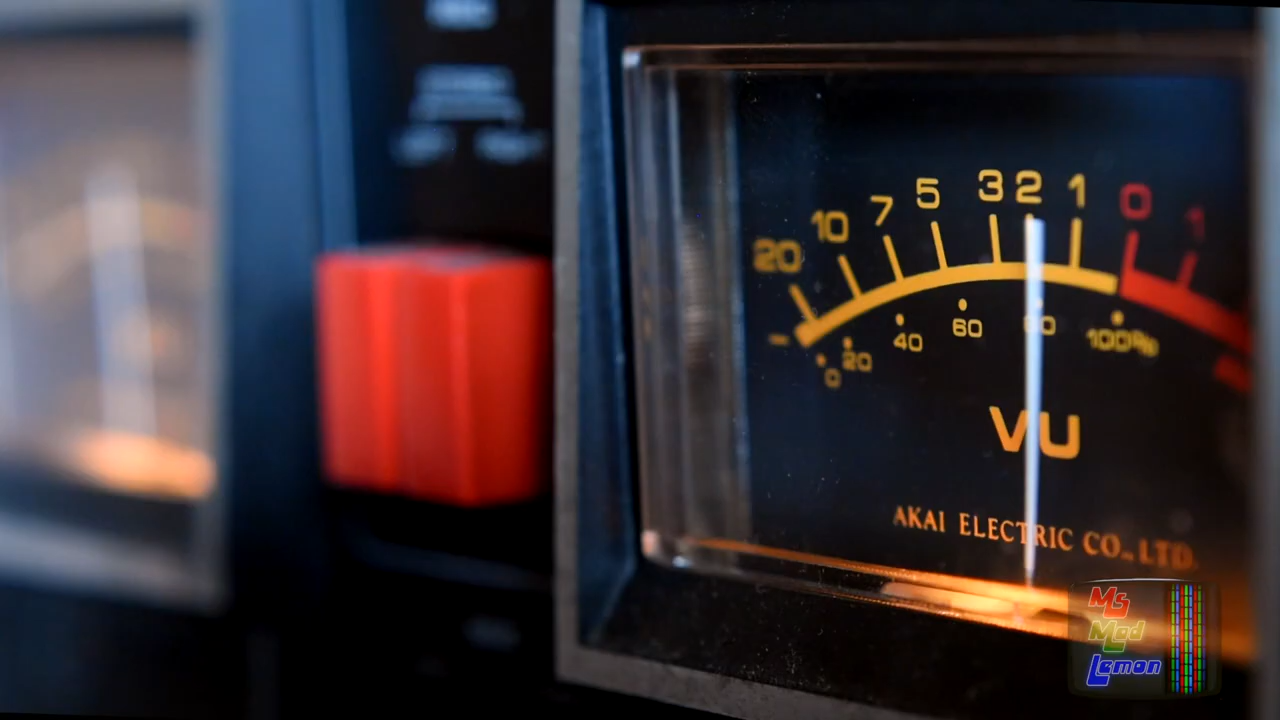 20 10 7 5 3 2 1 0 1
0 20 40 60 80 100%
VU
AKAI ELECTRIC CO., LTD.
Ms
Mad
Lemon